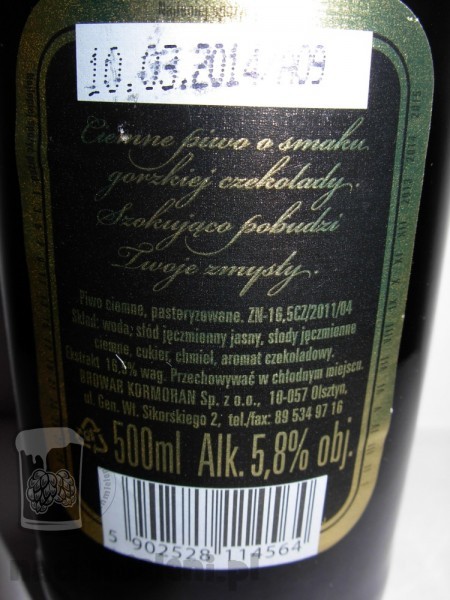 10.03.2014 A09
Ciemne piwo o smaku
gorzkiej czekolady.
Szokująco pobudzi
Twoje zmysły.
Piwo ciemne, pasteryzowane. ZN-16,5CZ/2011/04
Skład: woda, słód jęczmienny jasny, słody jęczmienne
ciemne, cukier, chmiel, aromat czekoladowy.
Ekstrakt 16,5% wag. Przechowywać w chłodnym miejscu.
BROWAR KORMORAN Sp. z o.o., 10-057 Olsztyn,
ul. Gen. Wł. Sikorskiego 2, tel./fax: 89 534 97 16
500ml Alk. 5,8% obj.
5 902528 114564